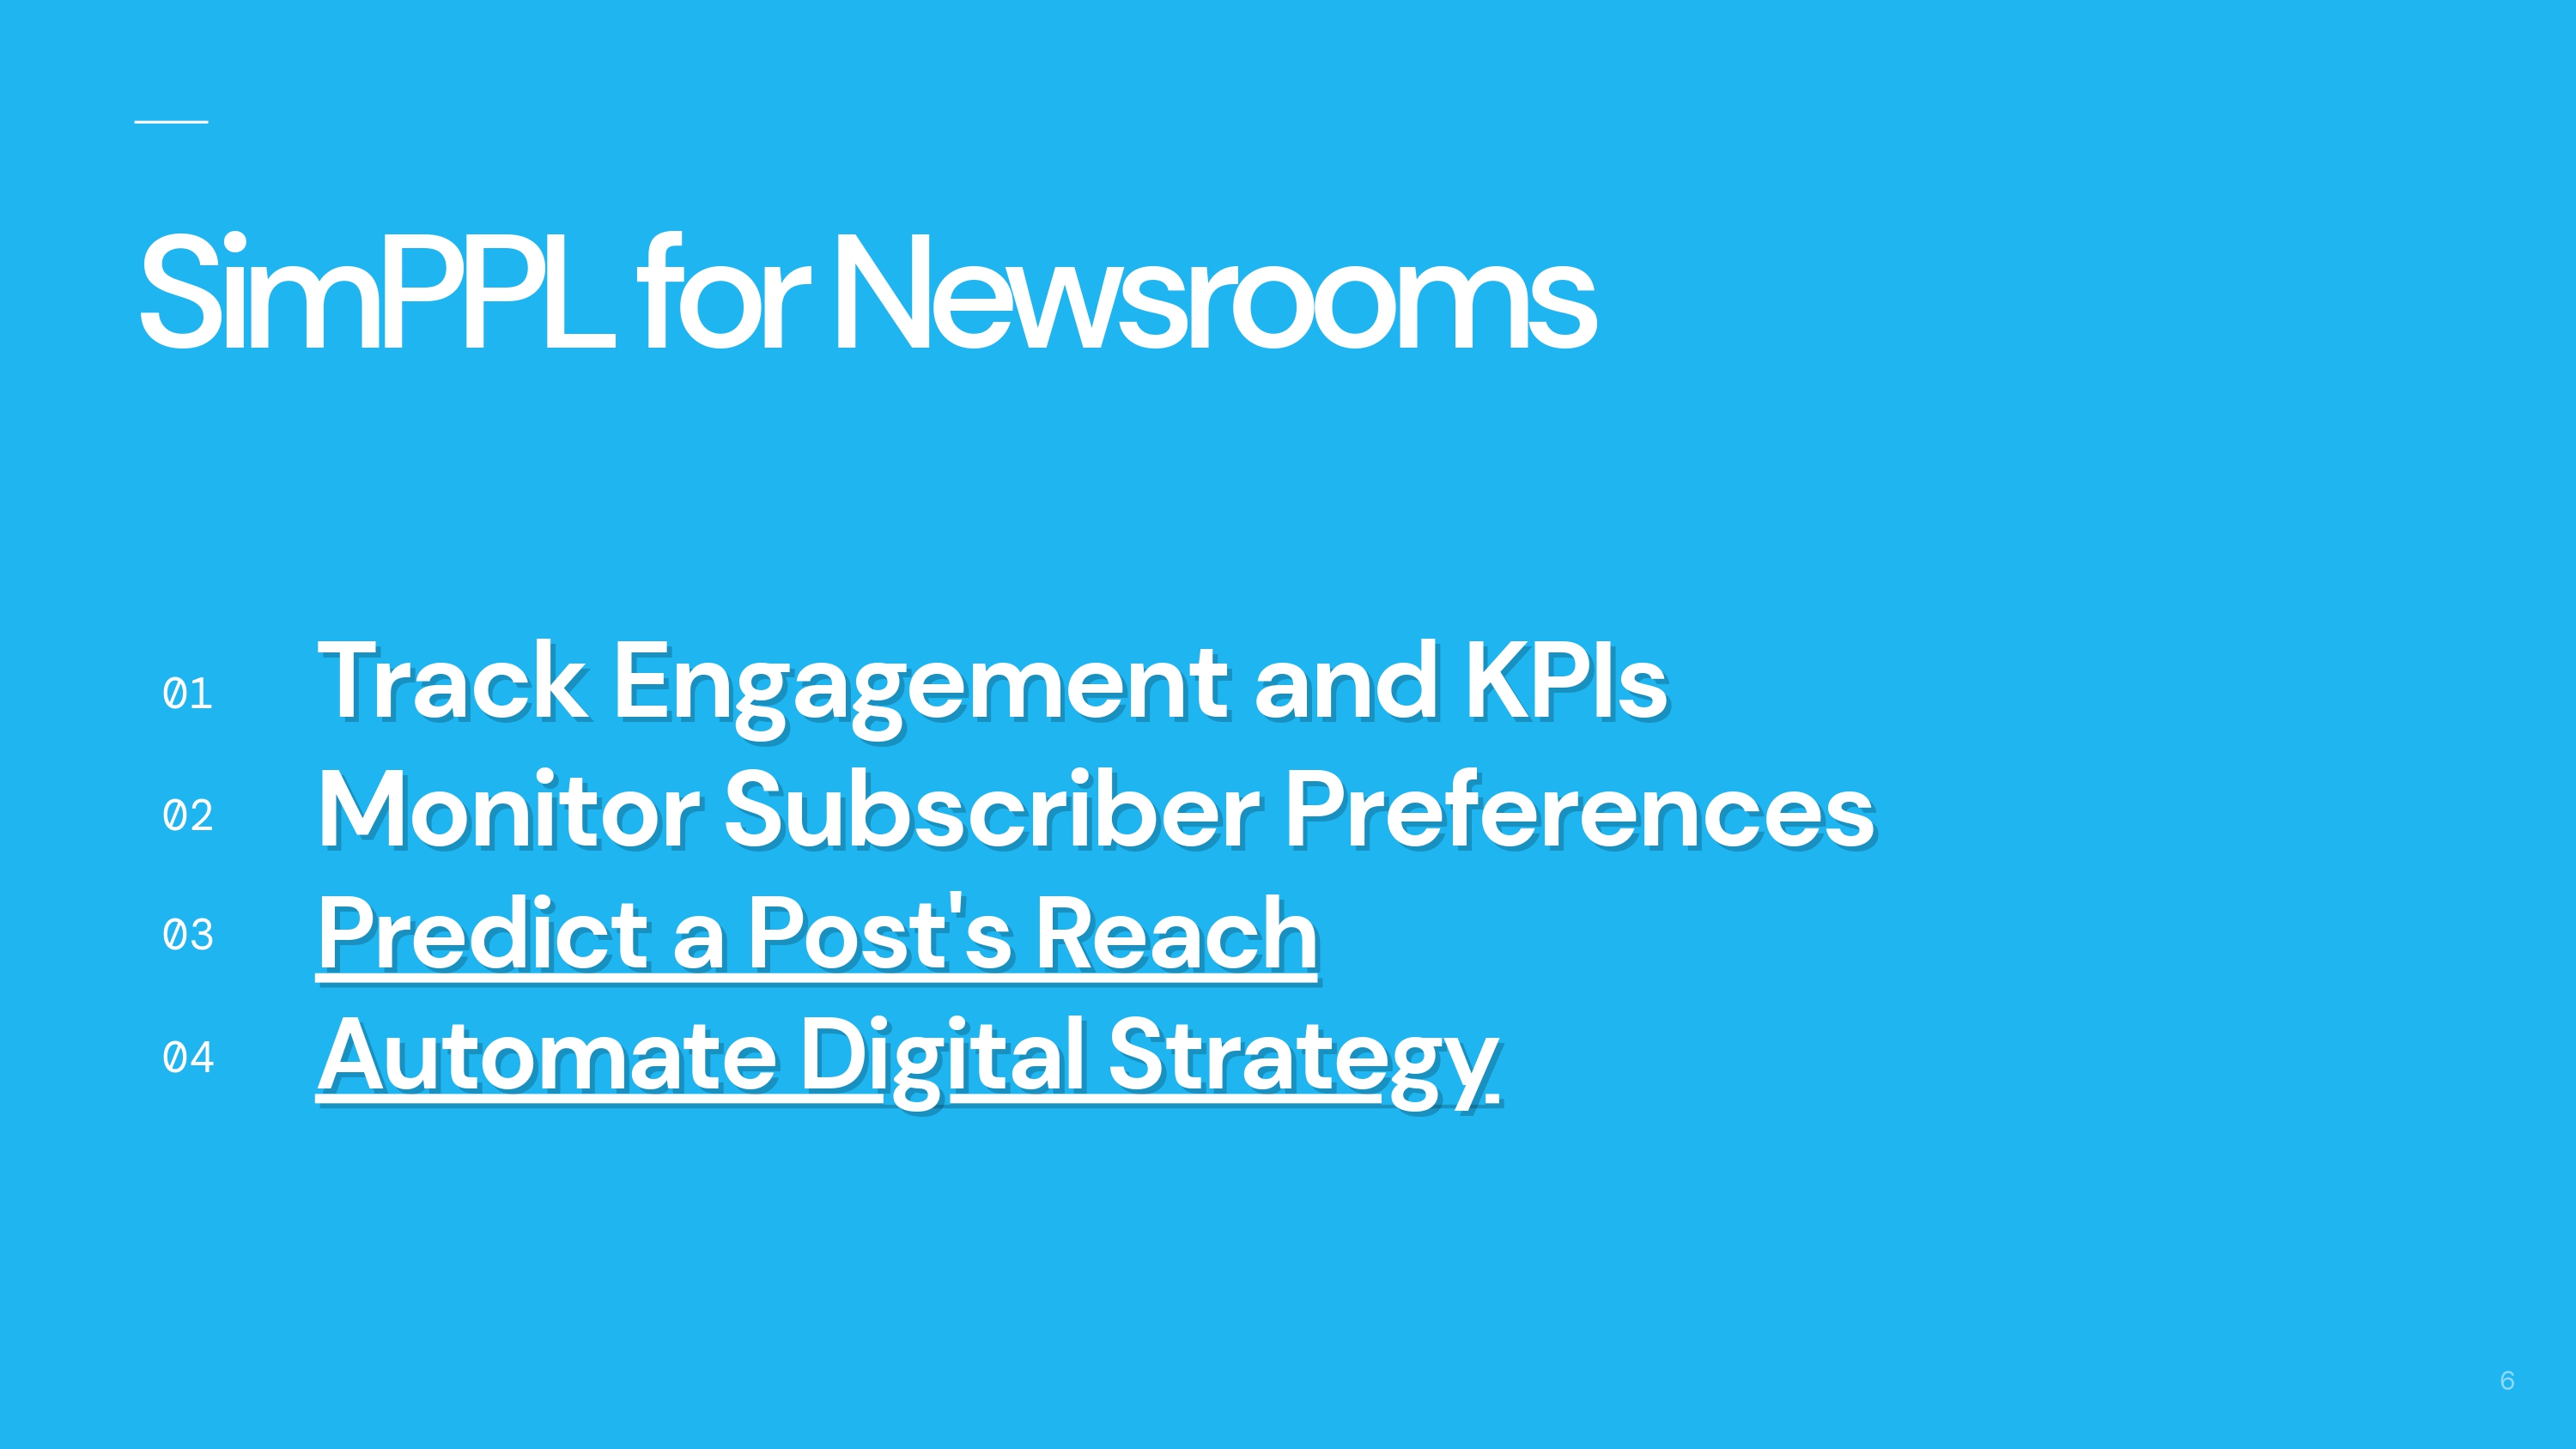 SimPPL for Newsrooms
01 Track Engagement and KPIs
02 Monitor Subscriber Preferences
03 Predict a Post's Reach
04 Automate Digital Strategy
6